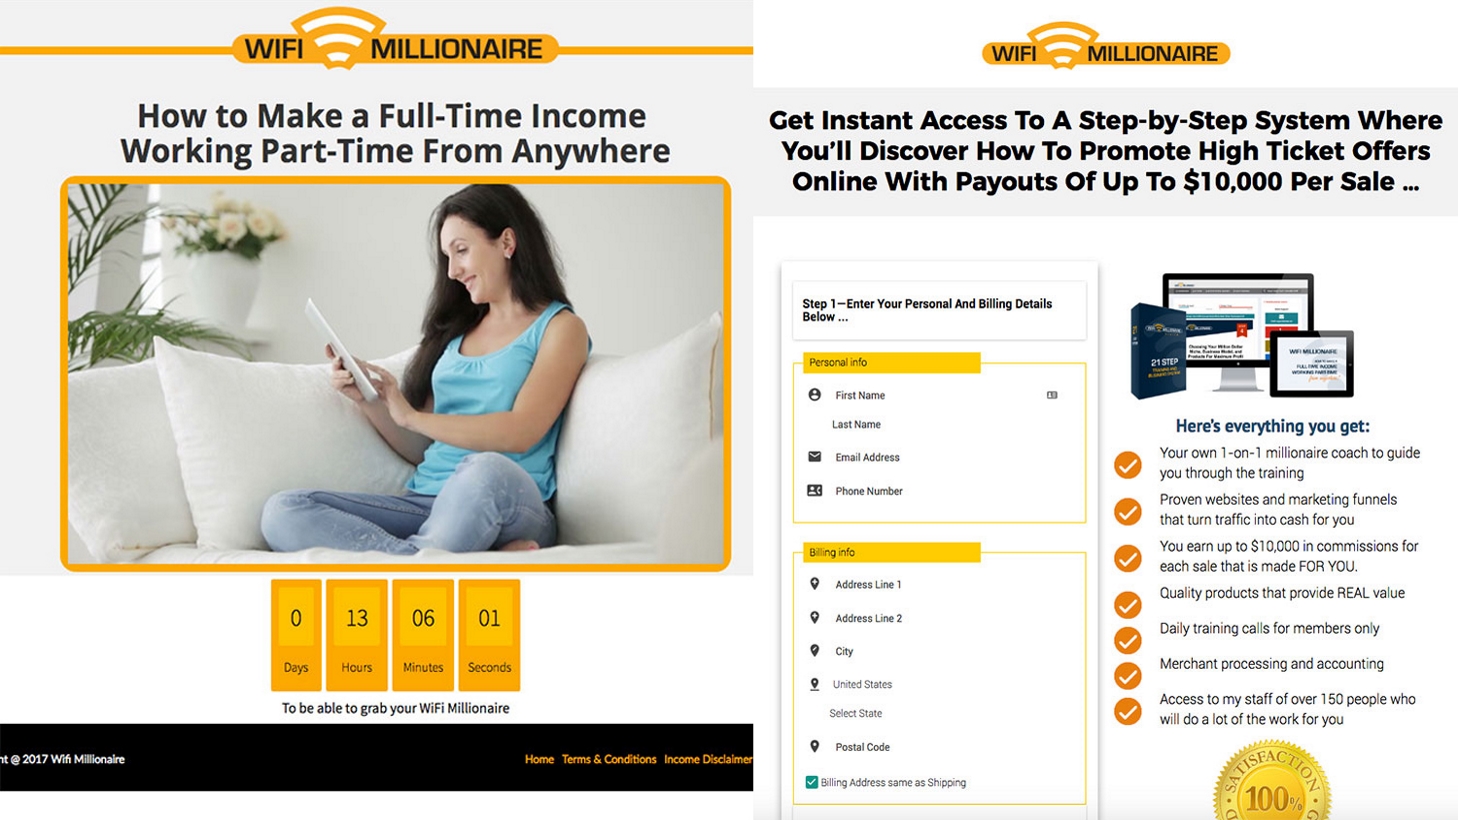 WIFI MILLIONAIRE
How to Make a Full-Time Income
Working Part-Time From Anywhere
0 13 06 01
Days Hours Minutes Seconds
To be able to grab your WiFi Millionaire
nt @ 2017 Wifi Millionaire
Home Terms & Conditions Income Disclaimer
WIFI MILLIONAIRE
Get Instant Access To A Step-by-Step System Where
You'll Discover How To Promote High Ticket Offers
Online With Payouts Of Up To $10,000 Per Sale ...
Step 1—Enter Your Personal And Billing Details
Below ...
Personal info
First Name
Last Name
Email Address
Phone Number
Billing info
Address Line 1
Address Line 2
City
United States
Select State
Postal Code
Billing Address same as Shipping
21 STEP
WIFI MILLIONAIRE
Here's everything you get:
Your own 1-on-1 millionaire coach to guide
you through the training
Proven websites and marketing funnels
that turn traffic into cash for you
You earn up to $10,000 in commissions for
each sale that is made FOR YOU.
Quality products that provide REAL value
Daily training calls for members only
Merchant processing and accounting
Access to my staff of over 150 people who
will do a lot of the work for you
SATISFACTION
100%